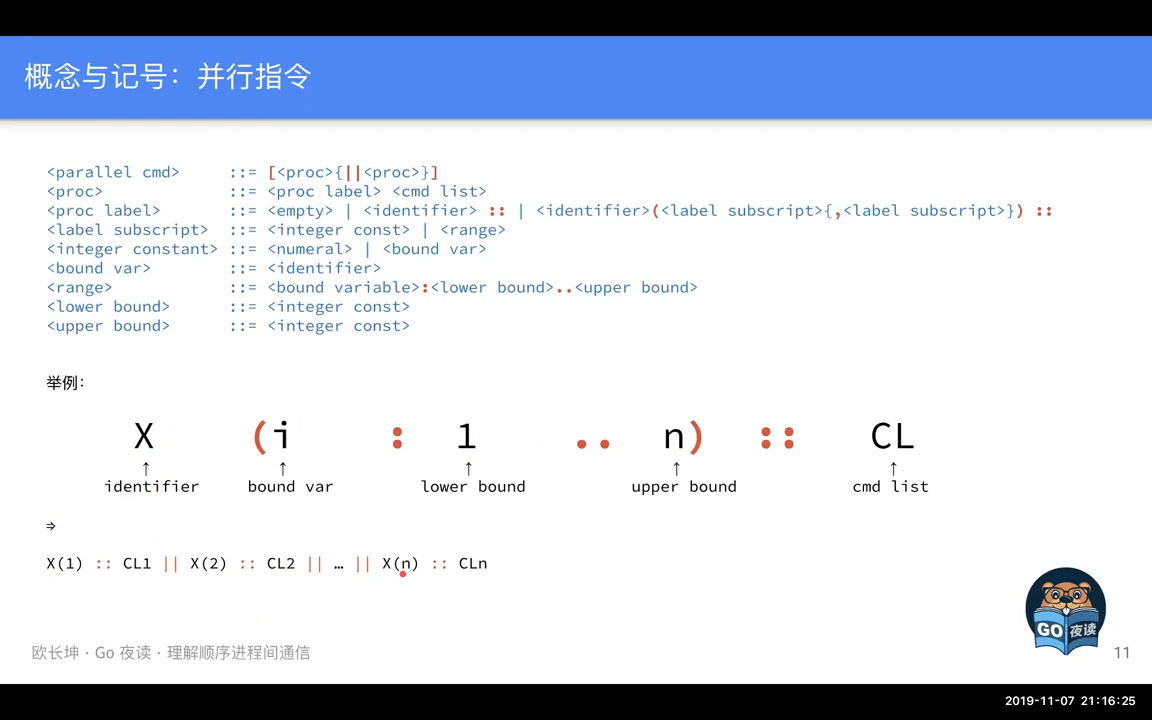 概念与记号：并行指令
<parallel cmd> ::= [<proc>{||<proc>}]
<proc> ::= <proc label> <cmd list>
<proc label> ::= <empty> | <identifier> :: | <identifier>(<label subscript>{,<label subscript>}) ::
<label subscript> ::= <integer const> | <range>
<integer constant> ::= <numeral> | <bound var>
<bound var> ::= <identifier>
<range> ::= <bound variable>:<lower bound>..<upper bound>
<lower bound> ::= <integer const>
<upper bound> ::= <integer const>
举例：
X (i : 1 .. n) :: CL
↑ ↑ ↑ ↑ ↑
identifier bound var lower bound upper bound cmd list
⇒
X(1) :: CL1 || X(2) :: CL2 || … || X(n) :: CLn
GO 夜读
欧长坤 · Go 夜读 · 理解顺序进程间通信
11
2019-11-07 21:16:25